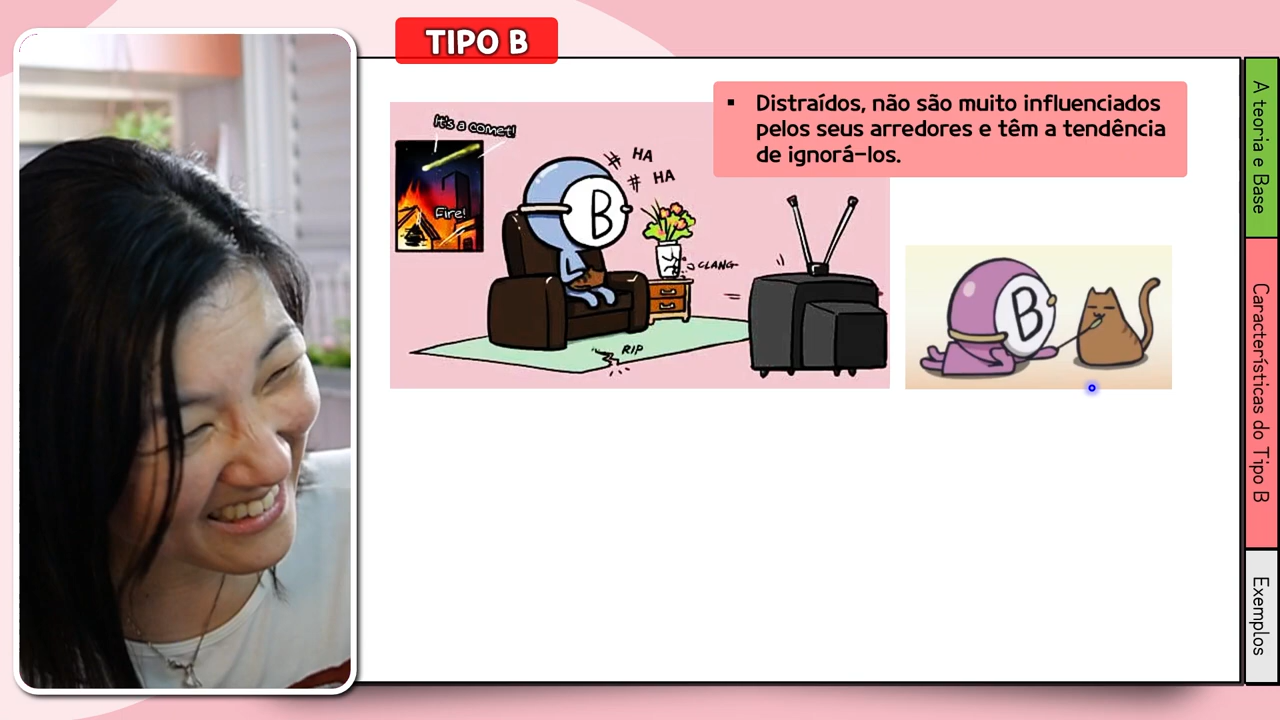 TIPO B
▪ Distraídos, não são muito influenciados
pelos seus arredores e têm a tendência
de ignorá-los.
It's a comet!
Fire!
HA
HA
B
CLANG
RIP
B
A teoria e Base
Características do Tipo B
Exemplos